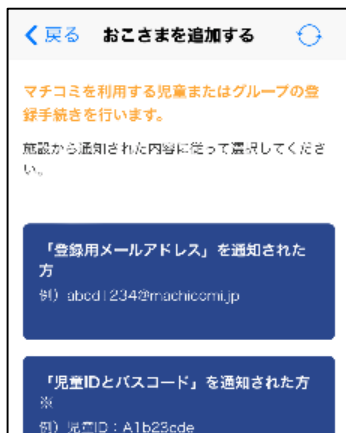 戻る おこさまを追加する
マチコミを利用する児童またはグループの登
録手続きを行います。
施設から通知された内容に従って選択してくださ
い。
「登録用メールアドレス」を通知された
方
例）abcd1234@machicomi.jp
「児童IDとパスコード」を通知された方
※
例）児童ID：A1b23cde